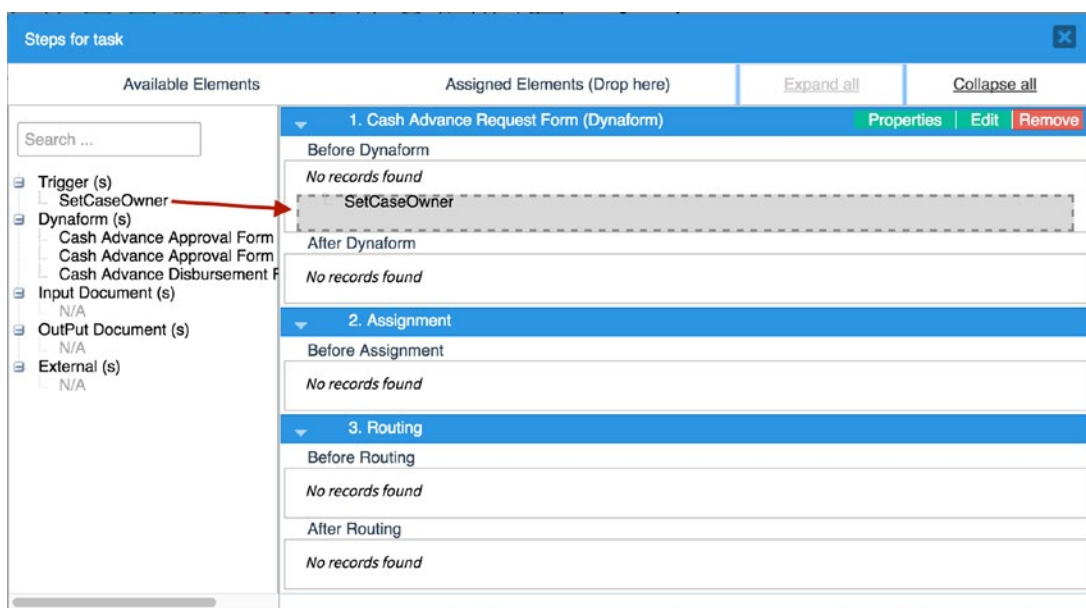 Steps for task
Available Elements
Assigned Elements (Drop here)
Expand all
Collapse all
Search ...
Trigger (s)
SetCaseOwner
Dynaform (s)
Cash Advance Approval Form
Cash Advance Approval Form
Cash Advance Disbursement F
Input Document (s)
N/A
OutPut Document (s)
N/A
External (s)
N/A
1. Cash Advance Request Form (Dynaform)
Properties
Edit
Remove
Before Dynaform
No records found
SetCaseOwner
After Dynaform
No records found
2. Assignment
Before Assignment
No records found
3. Routing
Before Routing
No records found
After Routing
No records found